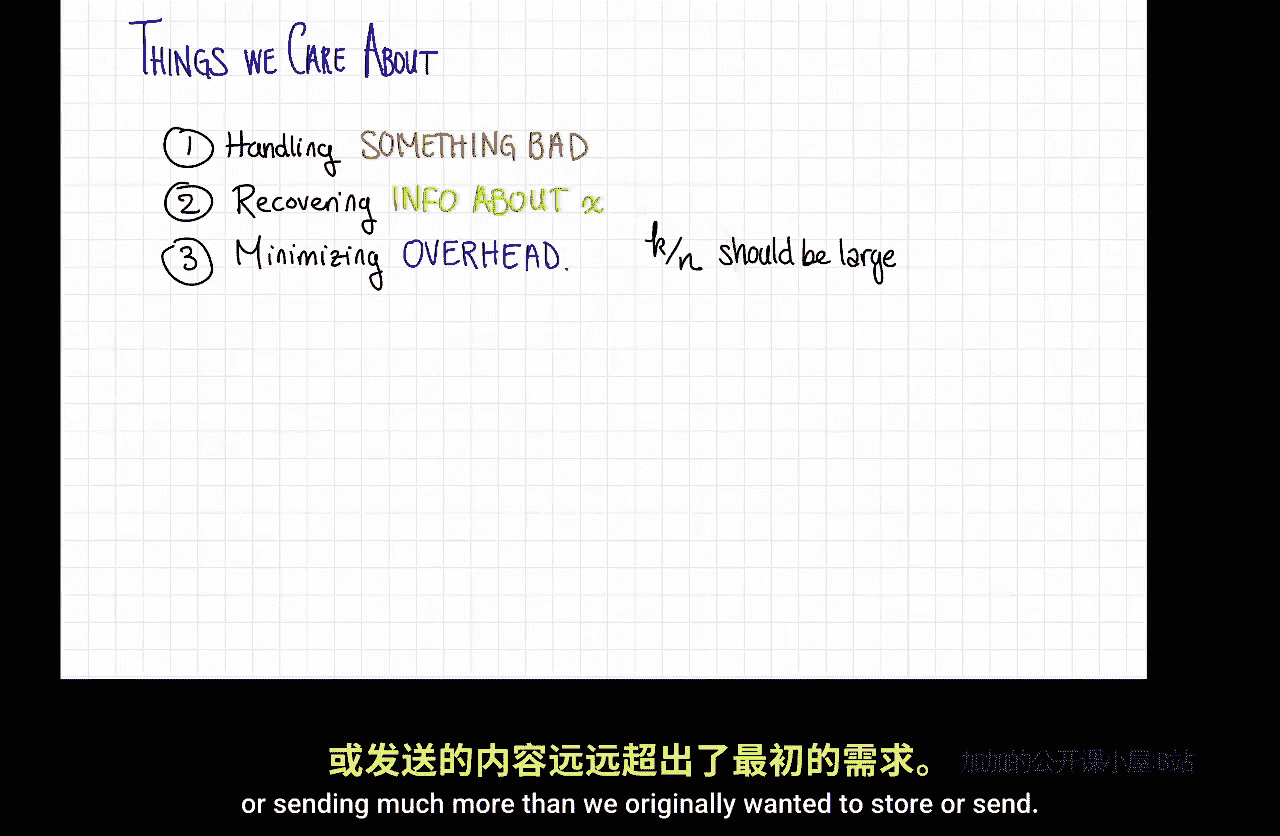 THINGS WE CARE ABOUT
① Handling SOMETHING BAD
② Recovering INFO ABOUT x
③ Minimizing OVERHEAD. k/n should be large
或发送的内容远远超出了最初的需求。
加加的公开课小屋·B站
or sending much more than we originally wanted to store or send.